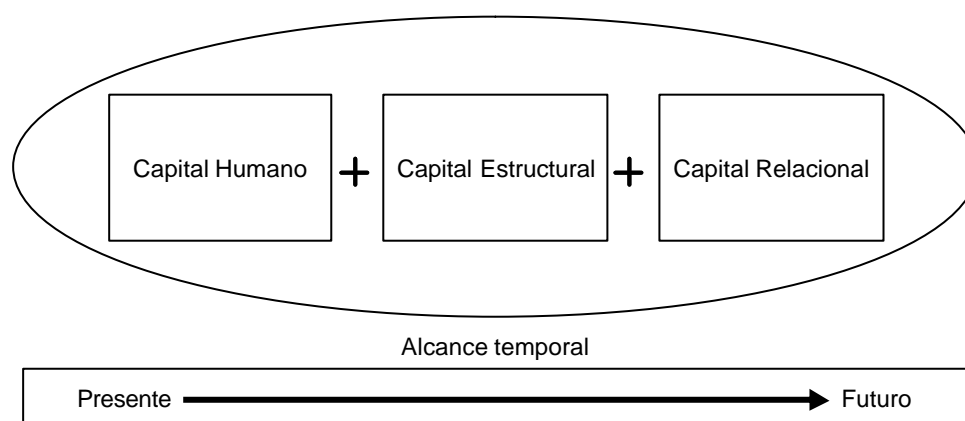 Capital Humano + Capital Estructural + Capital Relacional
Alcance temporal
Presente Futuro